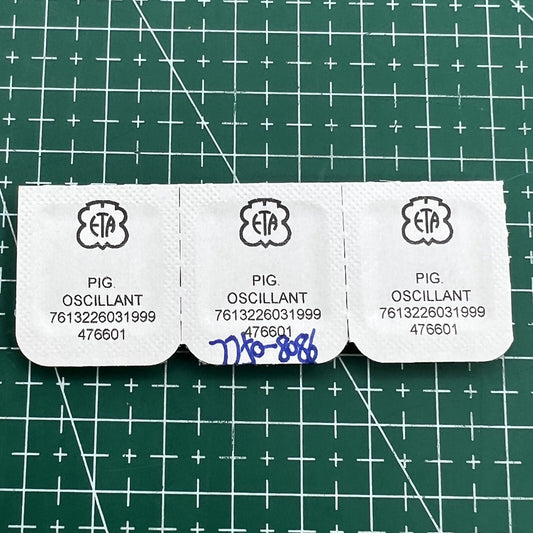 ETA
PIG.
OSCILLANT
7613226031999
476601
ETA
PIG.
OSCILLANT
7613226031999
476601
7750-8086
ETA
PIG.
OSCILLANT
7613226031999
476601